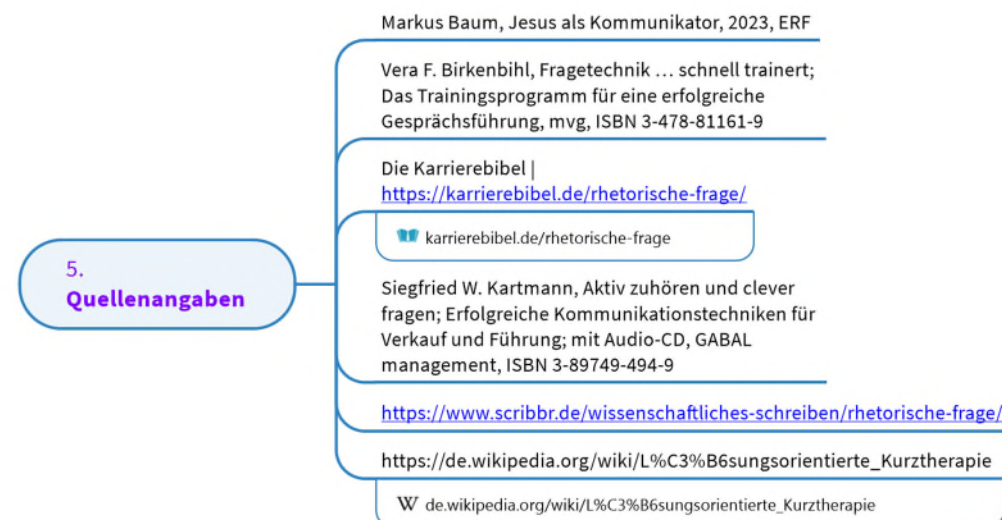 Markus Baum, Jesus als Kommunikator, 2023, ERF
Vera F. Birkenbihl, Fragetechnik … schnell trainert;
Das Trainingsprogramm für eine erfolgreiche
Gesprächsführung, mvg, ISBN 3-478-81161-9
Die Karrierebibel |
https://karrierebibel.de/rhetorische-frage/
karrierebibel.de/rhetorische-frage
5.
Quellenangaben
Siegfried W. Kartmann, Aktiv zuhören und clever
fragen; Erfolgreiche Kommunikationstechniken für
Verkauf und Führung; mit Audio-CD, GABAL
management, ISBN 3-89749-494-9
https://www.scribbr.de/wissenschaftliches-schreiben/rhetorische-frage/
https://de.wikipedia.org/wiki/L%C3%B6sungsorientierte_Kurztherapie
W de.wikipedia.org/wiki/L%C3%B6sungsorientierte_Kurztherapie